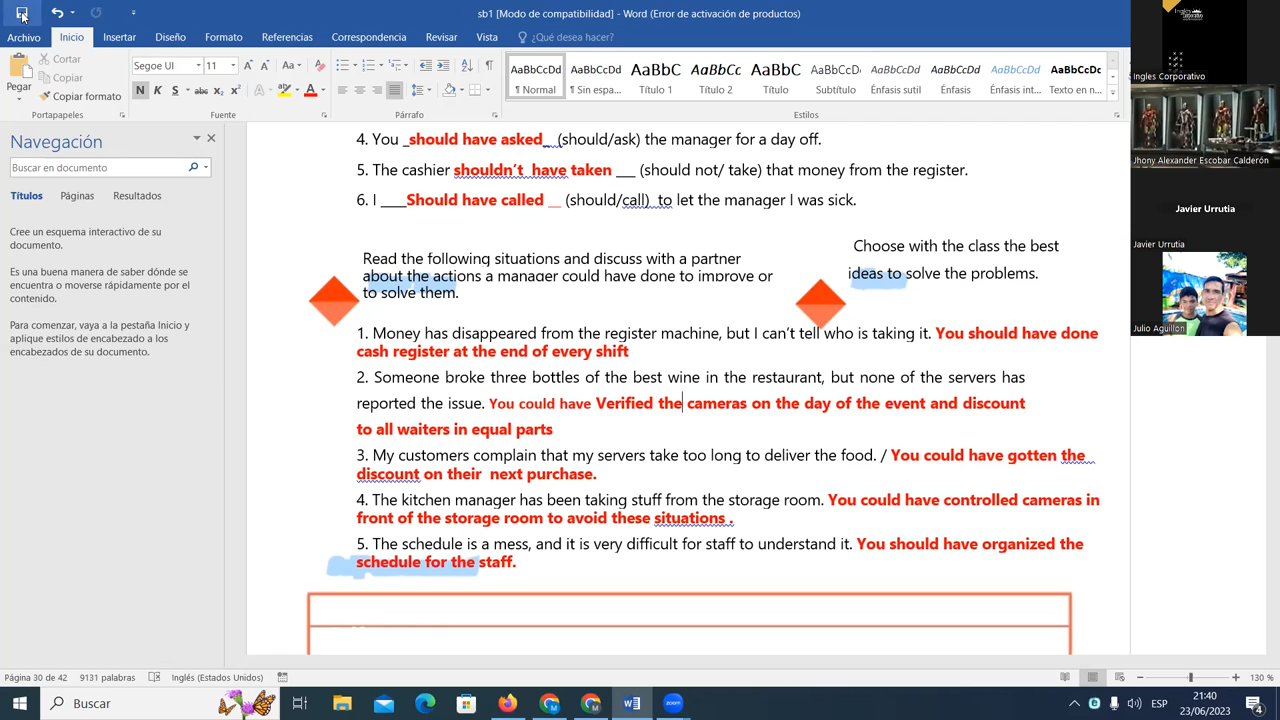 sb1 [Modo de compatibilidad] - Word (Error de activación de productos)
Archivo Inicio Insertar Diseño Formato Referencias Correspondencia Revisar Vista ¿Qué desea hacer?
Pegar
Cortar
Copiar
Copiar formato
Portapapeles
Segoe UI 11
N K S abc x₂ x²
Fuente
Párrafo
AaBbCcDd AaBbCcDd AaBbC AaBbCc AaBbC AaBbCcD AaBbCcDd AaBbCcDd AaBbCcDd AaBbCc
¶ Normal ¶ Sin espa... Título 1 Título 2 Título Subtítulo Énfasis sutil Énfasis Énfasis int... Texto en n...
Estilos
Navegación
Buscar en documento
Títulos Páginas Resultados
Cree un esquema interactivo de su
documento.
Es una buena manera de saber dónde se
encuentra o moverse rápidamente por el
contenido.
Para comenzar, vaya a la pestaña Inicio y
aplique estilos de encabezado a los
encabezados de su documento.
4. You _should have asked_ (should/ask) the manager for a day off.
5. The cashier shouldn't have taken ___ (should not/ take) that money from the register.
6. I ____Should have called __ (should/call) to let the manager I was sick.
Read the following situations and discuss with a partner
about the actions a manager could have done to improve or
to solve them.
Choose with the class the best
ideas to solve the problems.
1. Money has disappeared from the register machine, but I can't tell who is taking it. You should have done
cash register at the end of every shift
2. Someone broke three bottles of the best wine in the restaurant, but none of the servers has
reported the issue. You could have Verified the cameras on the day of the event and discount
to all waiters in equal parts
3. My customers complain that my servers take too long to deliver the food. / You could have gotten the
discount on their next purchase.
4. The kitchen manager has been taking stuff from the storage room. You could have controlled cameras in
front of the storage room to avoid these situations .
5. The schedule is a mess, and it is very difficult for staff to understand it. You should have organized the
schedule for the staff.
Inglés
Corporativo
Ingles Corporativo
Jhony Alexander Escobar Calderón
Javier Urrutia
Javier Urrutia
Julio Aguillon
Página 30 de 42 9131 palabras Inglés (Estados Unidos) 130 %
Buscar
ESP
21:40
23/06/2023
4